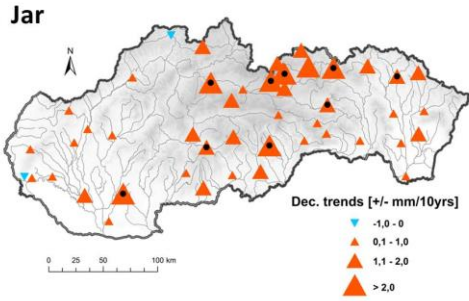 Jar
N
Dec. trends [+/- mm/10yrs]
-1,0 - 0
0,1 - 1,0
1,1 - 2,0
> 2,0
0 25 50 100 km